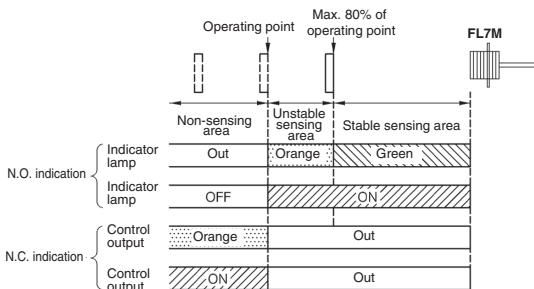 Operating point
Max. 80% of
operating point
FL7M
Non-sensing
area
Unstable
sensing
area
Stable sensing area
N.O. indication
Indicator
lamp
Out
Orange
Green
Indicator
lamp
OFF
ON
N.C. indication
Control
output
Orange
Out
Control
output
ON
Out